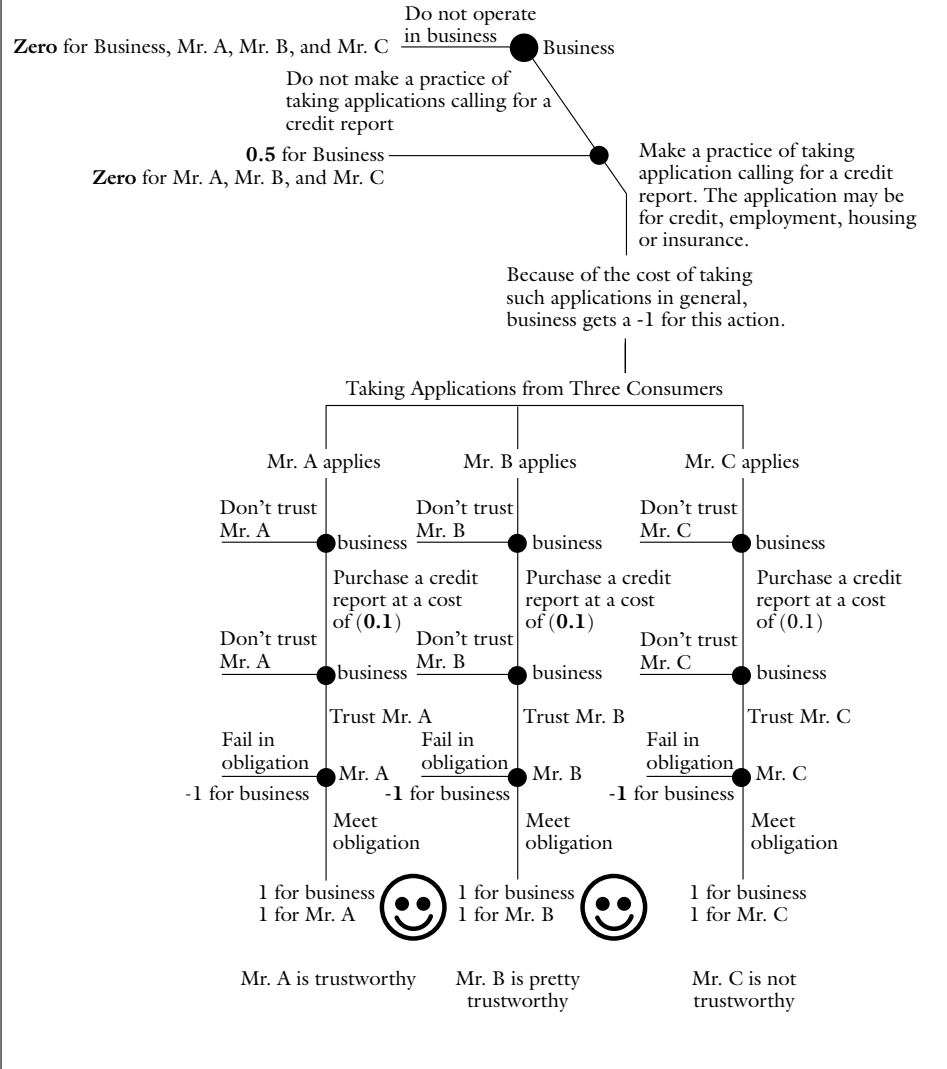 Do not operate
in business
Zero for Business, Mr. A, Mr. B, and Mr. C
Business
Do not make a practice of
taking applications calling for a
credit report
0.5 for Business
Zero for Mr. A, Mr. B, and Mr. C
Make a practice of taking
application calling for a credit
report. The application may be
for credit, employment, housing
or insurance.
Because of the cost of taking
such applications in general,
business gets a -1 for this action.
Taking Applications from Three Consumers
Mr. A applies
Mr. B applies
Mr. C applies
Don't trust
Mr. A
business
Don't trust
Mr. B
business
Don't trust
Mr. C
business
Purchase a credit
report at a cost
of (0.1)
Purchase a credit
report at a cost
of (0.1)
Purchase a credit
report at a cost
of (0.1)
Don't trust
Mr. A
business
Don't trust
Mr. B
business
Don't trust
Mr. C
business
Trust Mr. A
Trust Mr. B
Trust Mr. C
Fail in
obligation
Mr. A
-1 for business
Fail in
obligation
Mr. B
-1 for business
Fail in
obligation
Mr. C
-1 for business
Meet
obligation
Meet
obligation
Meet
obligation
1 for business
1 for Mr. A
1 for business
1 for Mr. B
1 for business
1 for Mr. C
Mr. A is trustworthy
Mr. B is pretty
trustworthy
Mr. C is not
trustworthy